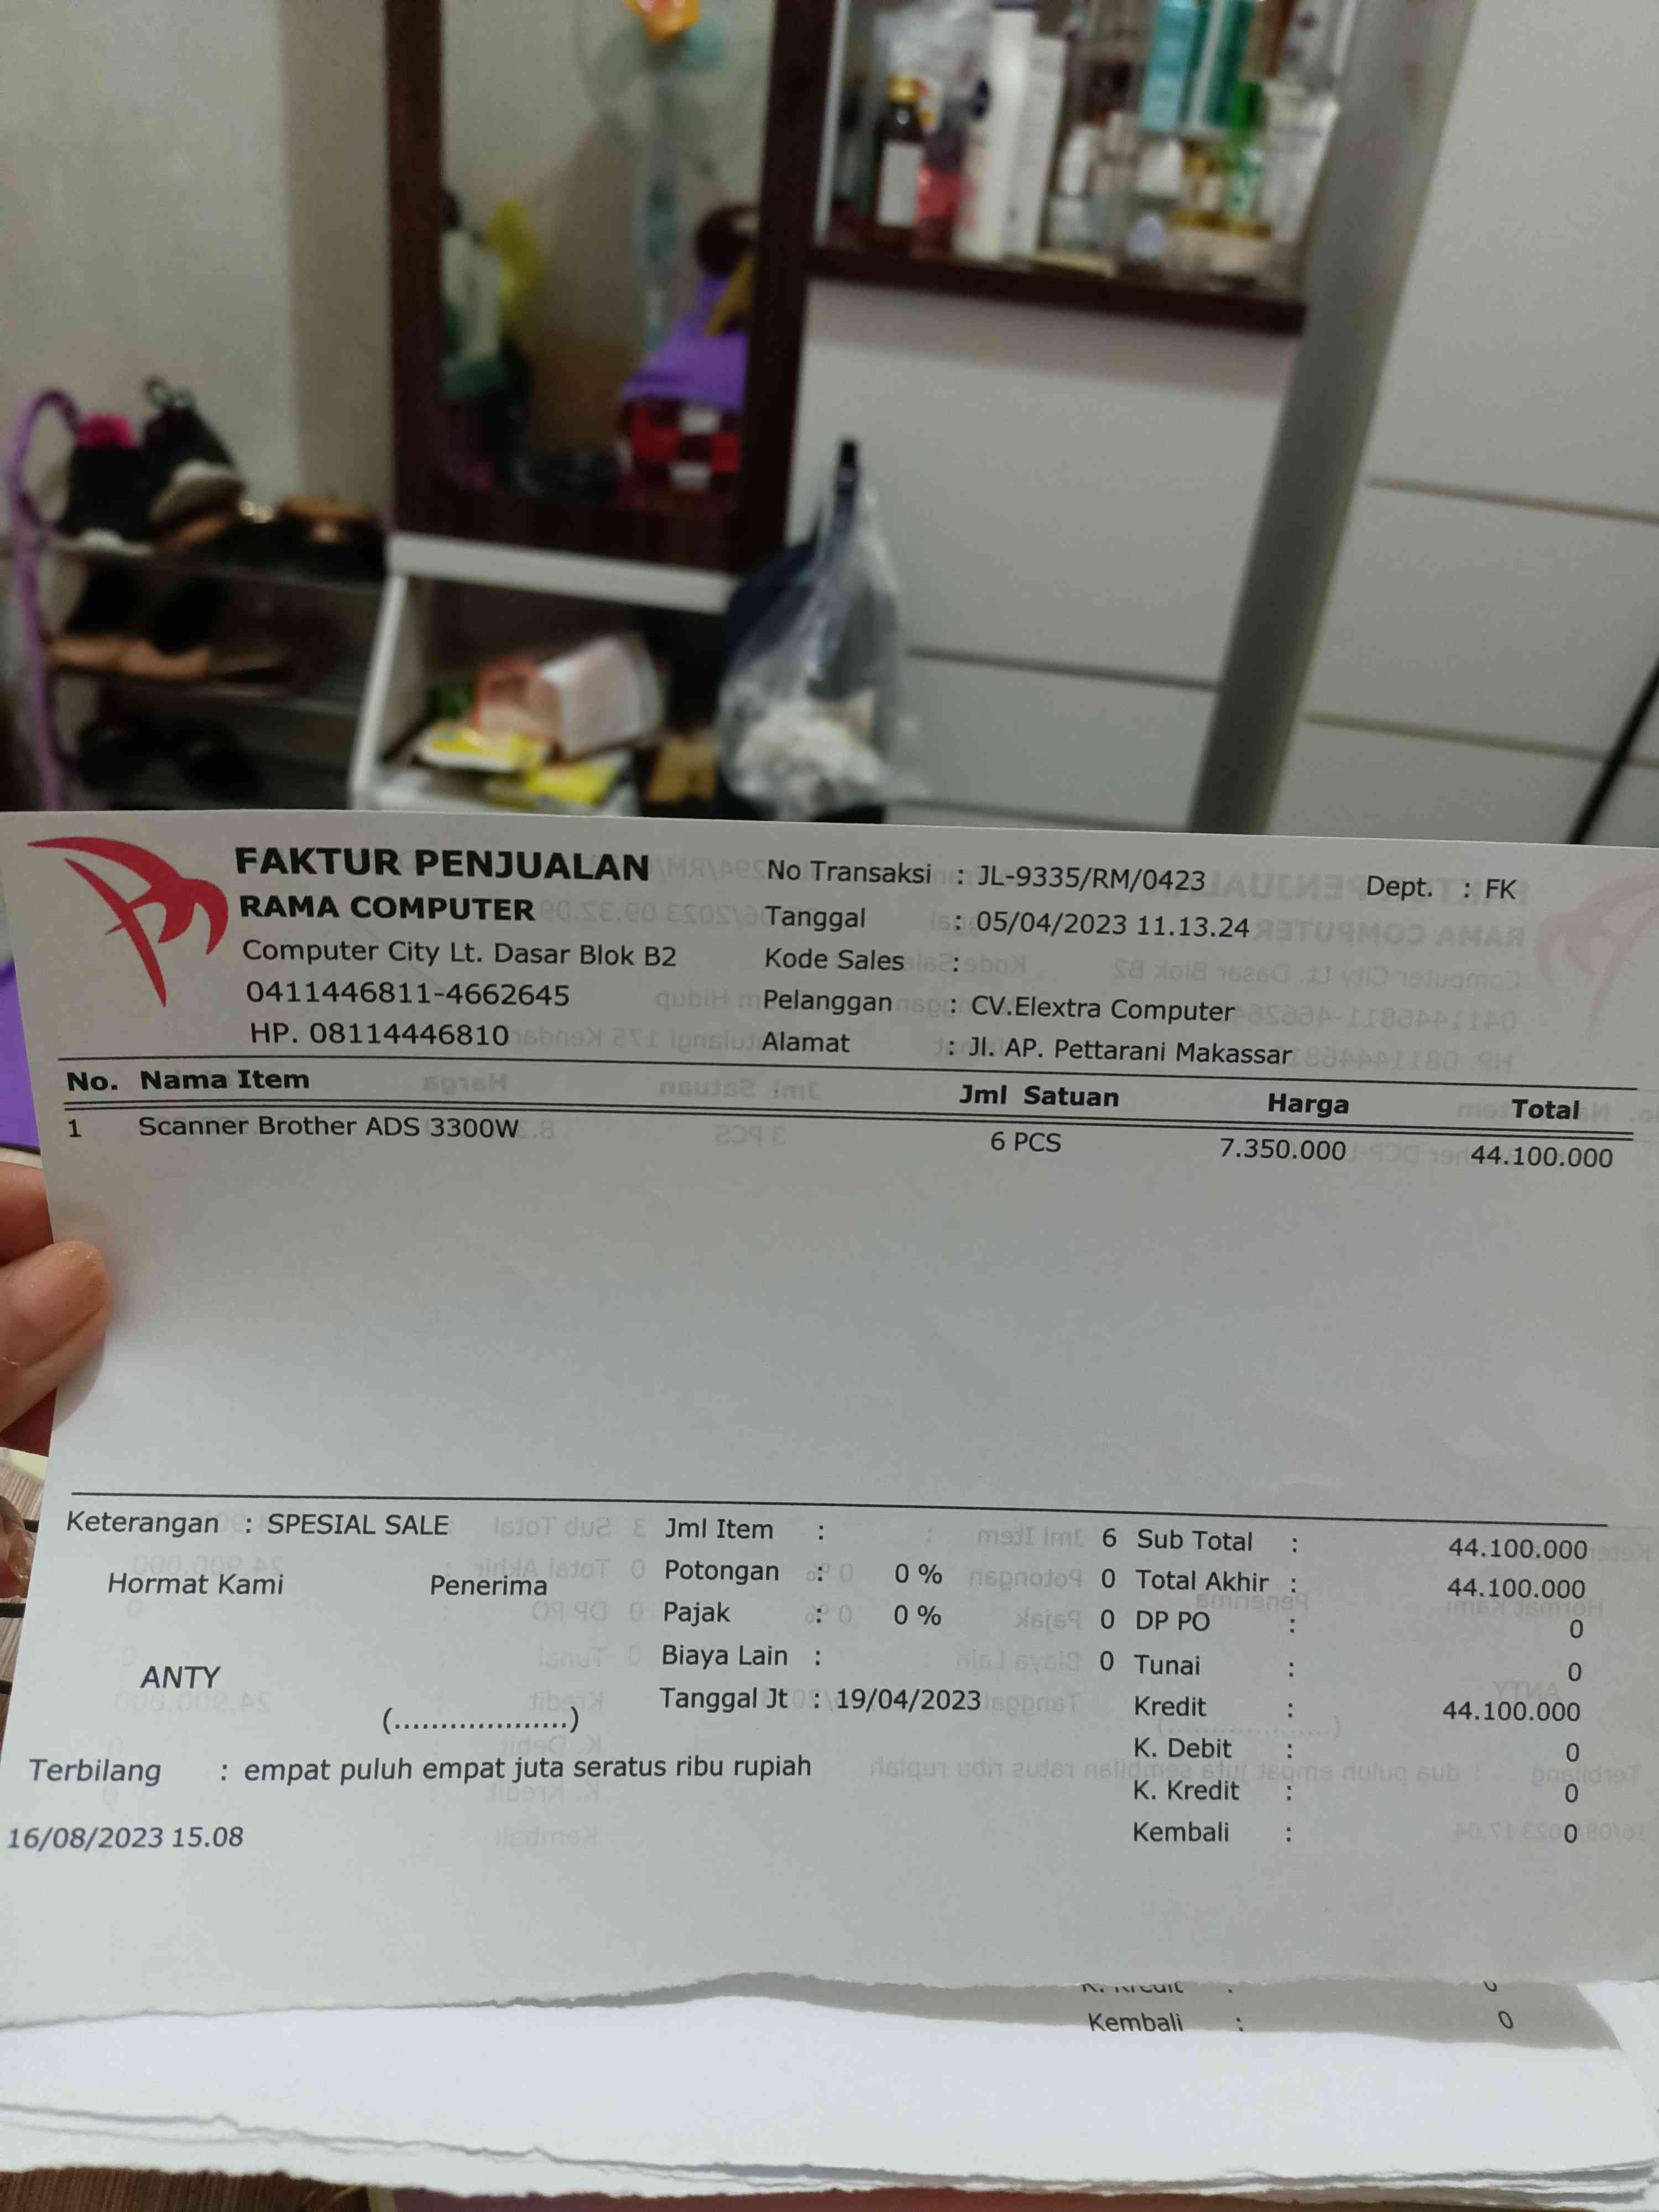 FAKTUR PENJUALAN
RAMA COMPUTER
Computer City Lt. Dasar Blok B2
0411446811-4662645
HP. 08114446810
No Transaksi : JL-9335/RM/0423
Tanggal : 05/04/2023 11.13.24
Kode Sales :
Pelanggan : CV.Elextra Computer
Alamat : Jl. AP. Pettarani Makassar
Dept. : FK
No. Nama Item Jml Satuan Harga Total
1 Scanner Brother ADS 3300W 6 PCS 7.350.000 44.100.000
Keterangan : SPESIAL SALE
Hormat Kami Penerima
ANTY
(...................)
Jml Item : 6
Potongan : 0 % 0
Pajak : 0 % 0
Biaya Lain : 0
Tanggal Jt : 19/04/2023
Sub Total : 44.100.000
Total Akhir : 44.100.000
DP PO : 0
Tunai : 0
Kredit : 44.100.000
K. Debit : 0
K. Kredit : 0
Kembali : 0
Terbilang : empat puluh empat juta seratus ribu rupiah
16/08/2023 15.08
K. Kredit : 0
Kembali : 0